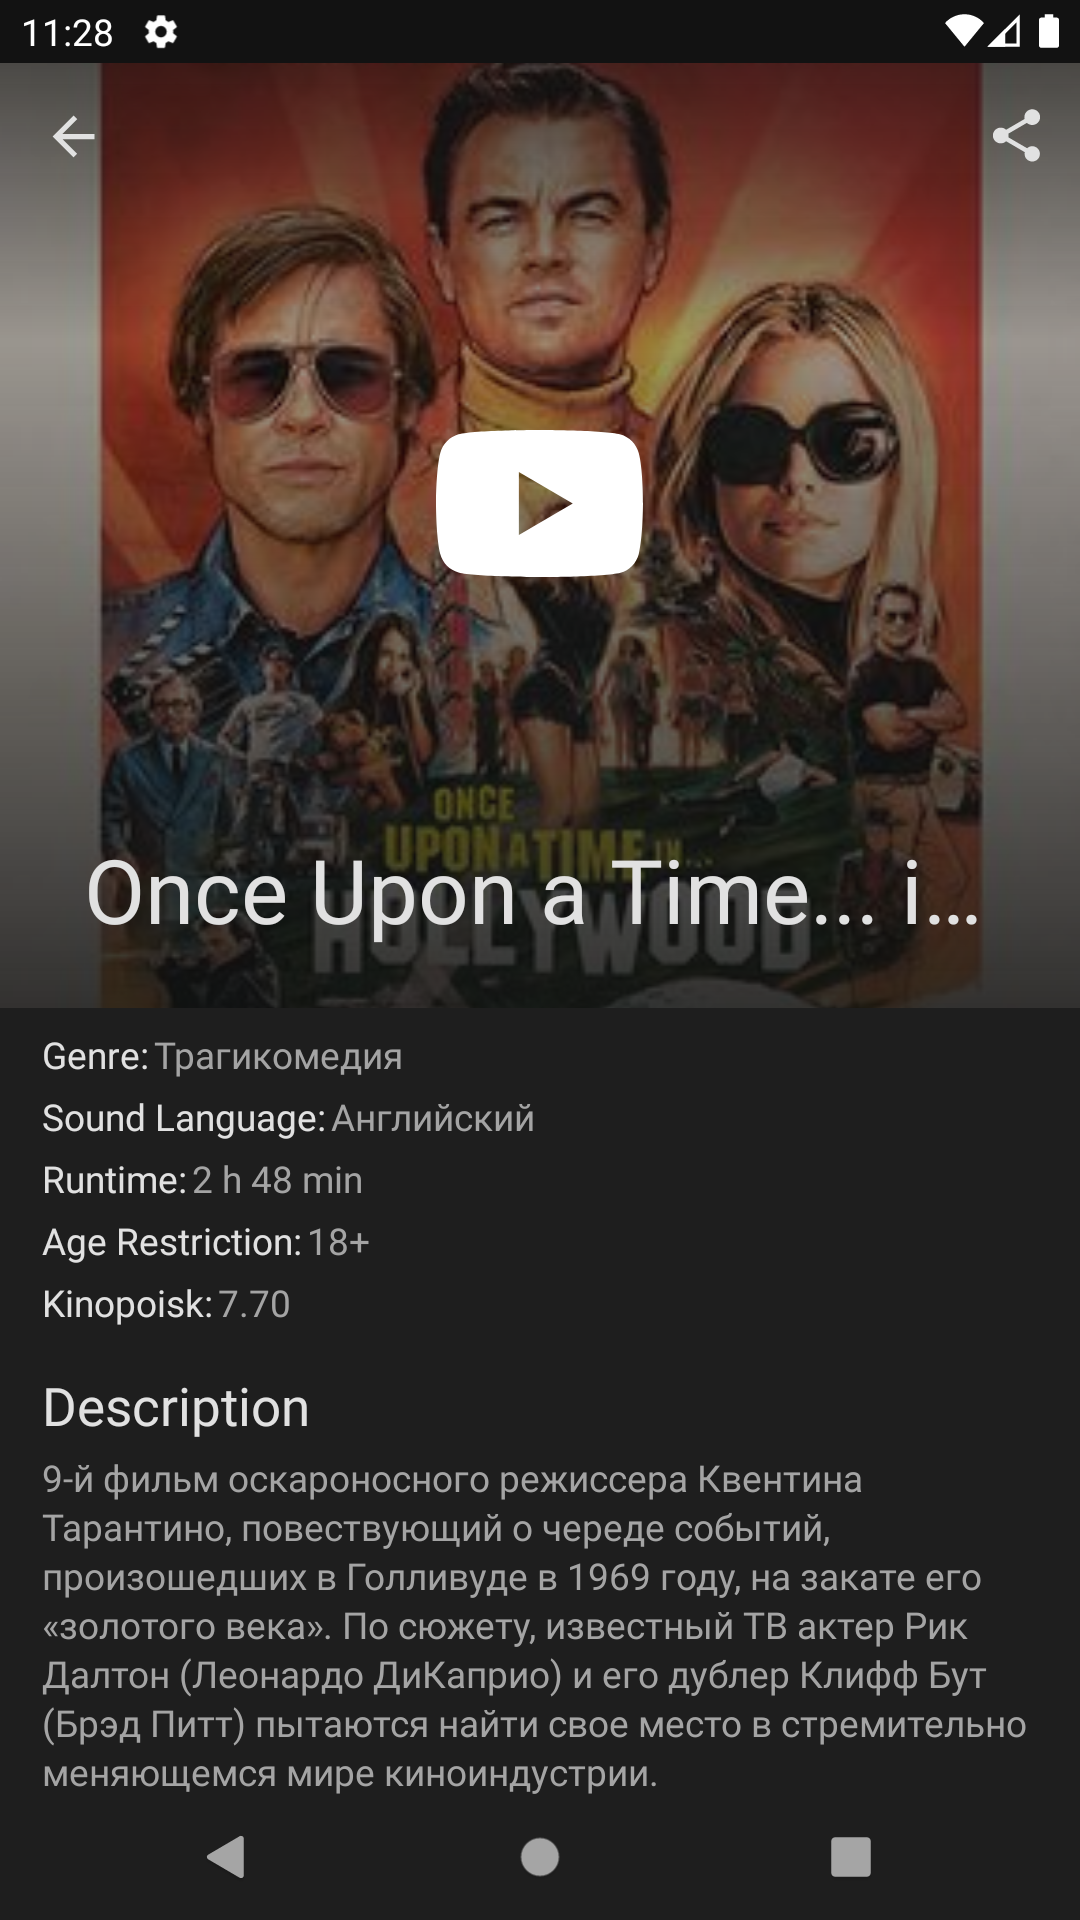 11:28
ONCE
UPON A TIME IN...
HOLLYWOOD
Once Upon a Time... i...
Genre: Трагикомедия
Sound Language: Английский
Runtime: 2 h 48 min
Age Restriction: 18+
Kinopoisk: 7.70
Description
9-й фильм оскароносного режиссера Квентина
Тарантино, повествующий о череде событий,
произошедших в Голливуде в 1969 году, на закате его
«золотого века». По сюжету, известный ТВ актер Рик
Далтон (Леонардо ДиКаприо) и его дублер Клифф Бут
(Брэд Питт) пытаются найти свое место в стремительно
меняющемся мире киноиндустрии.